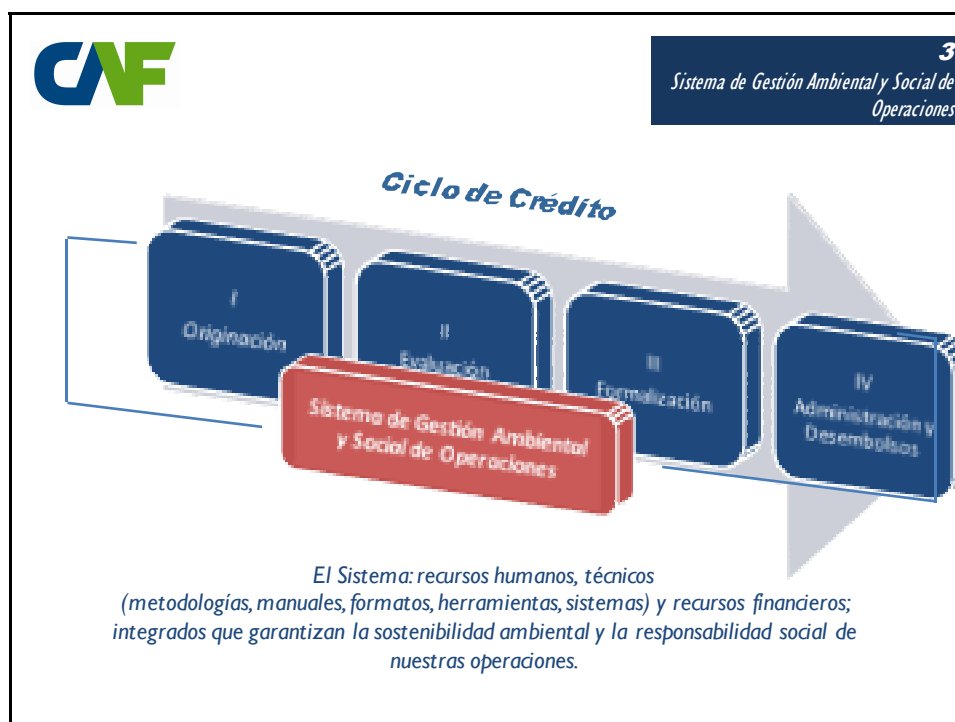 CAF
3
Sistema de Gestión Ambiental y Social de
Operaciones
Ciclo de Crédito
I
Originación
II
Evaluación
III
Formalización
IV
Administración y
Desembolsos
Sistema de Gestión Ambiental
y Social de Operaciones
El Sistema: recursos humanos, técnicos
(metodologías, manuales, formatos, herramientas, sistemas) y recursos financieros;
integrados que garantizan la sostenibilidad ambiental y la responsabilidad social de
nuestras operaciones.